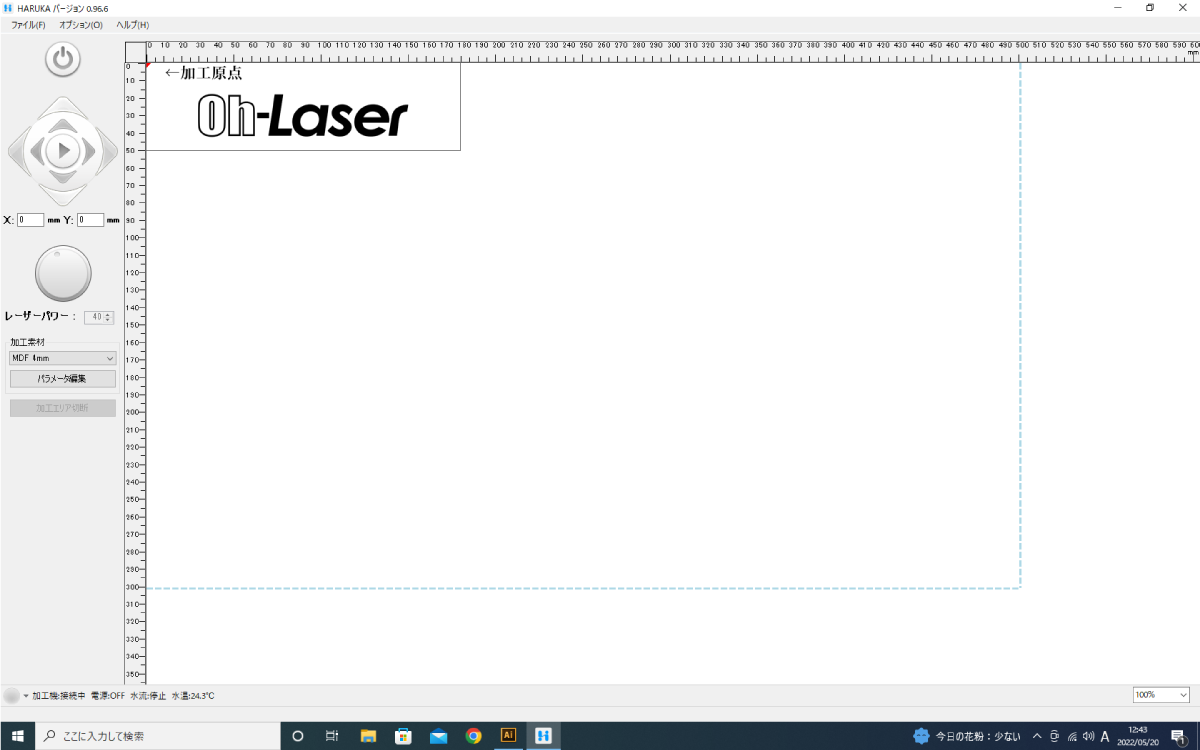 HARUKA バージョン 0.96.6
ファイル(F) オプション(O) ヘルプ(H)
0 10 20 30 40 50 60 70 80 90 100 110 120 130 140 150 160 170 180 190 200 210 220 230 240 250 260 270 280 290 300 310 320 330 340 350 360 370 380 390 400 410 420 430 440 450 460 470 480 490 500 510 520 530 540 550 560 570 580 590 600
mm
0
10
20
30
40
50
60
70
80
90
100
110
120
130
140
150
160
170
180
190
200
210
220
230
240
250
260
270
280
290
300
310
320
330
340
350
←加工原点
Oh-Laser
X: 0 mm Y: 0 mm
レーザーパワー : 40
加工素材
MDF 4mm
パラメータ編集
加工エリア切断
加工機:接続中 電源:OFF 水流:停止 水温:24.3℃
100%
ここに入力して検索
Ai
今日の花粉 : 少ない
A
12:43
2022/05/20
1